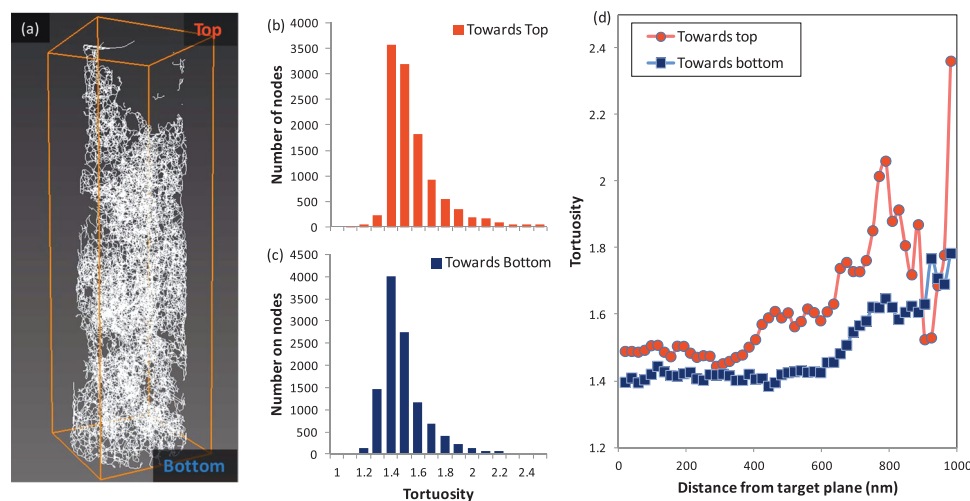 (a)
Top
Bottom
(b)
Towards Top
Number of nodes
4000
3500
3000
2500
2000
1500
1000
500
0
(c)
Towards Bottom
Number on nodes
4500
4000
3500
3000
2500
2000
1500
1000
500
0
1 1.2 1.4 1.6 1.8 2 2.2 2.4
Tortuosity
(d)
Towards top
Towards bottom
Tortuosity
2.4
2.2
2
1.8
1.6
1.4
1.2
0 200 400 600 800 1000
Distance from target plane (nm)